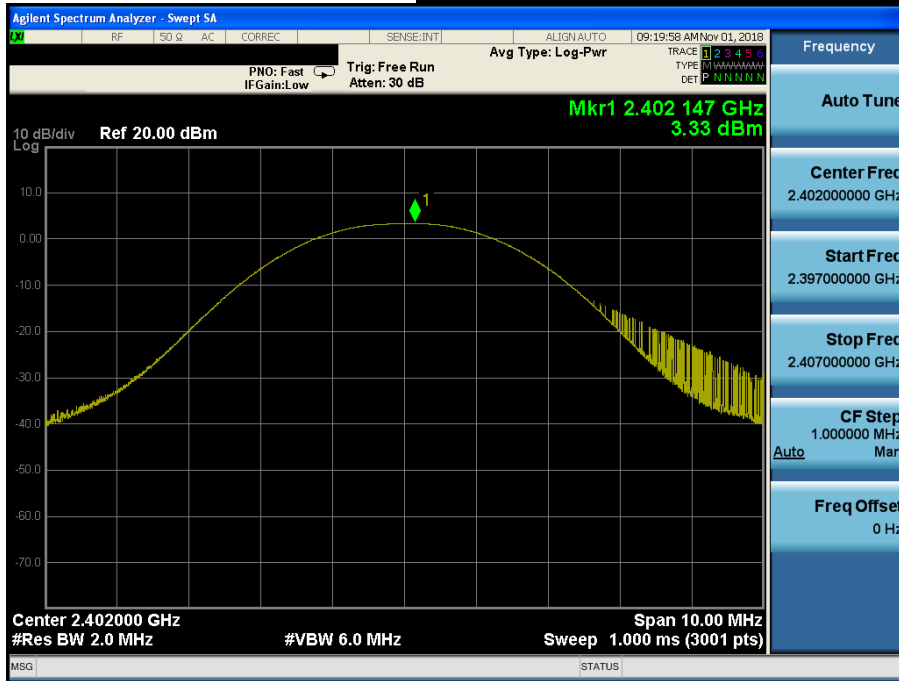 Agilent Spectrum Analyzer - Swept SA
LXI RF 50 Ω AC CORREC SENSE:INT ALIGN AUTO 09:19:58 AM Nov 01, 2018
PNO: Fast
IFGain:Low
Trig: Free Run
Atten: 30 dB
Avg Type: Log-Pwr
TRACE 1 2 3 4 5 6
TYPE M WWWWW
DET P N N N N N
Mkr1 2.402 147 GHz
3.33 dBm
10 dB/div Ref 20.00 dBm
Log
1
10.0
0.00
-10.0
-20.0
-30.0
-40.0
-50.0
-60.0
-70.0
Center 2.402000 GHz Span 10.00 MHz
#Res BW 2.0 MHz #VBW 6.0 MHz Sweep 1.000 ms (3001 pts)
MSG STATUS
Frequency
Auto Tune
Center Freq
2.402000000 GHz
Start Freq
2.397000000 GHz
Stop Freq
2.407000000 GHz
CF Step
1.000000 MHz
Auto Man
Freq Offset
0 Hz